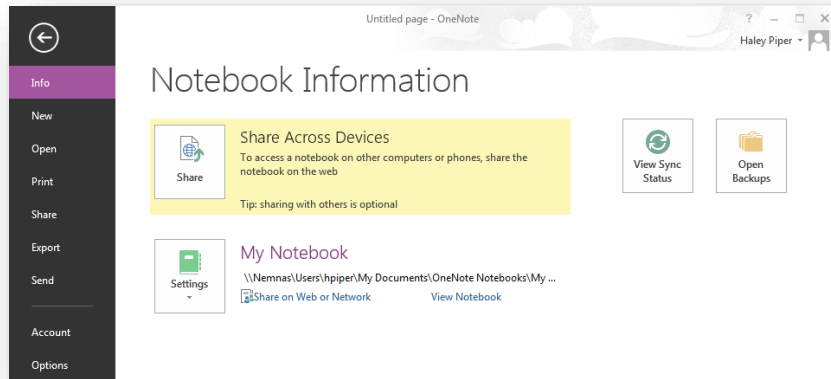 Untitled page - OneNote
?
Haley Piper
Info
New
Open
Print
Share
Export
Send
Account
Options
Notebook Information
Share
Share Across Devices
To access a notebook on other computers or phones, share the
notebook on the web
Tip: sharing with others is optional
View Sync
Status
Open
Backups
Settings
My Notebook
\\Nemnas\Users\hpiper\My Documents\OneNote Notebooks\My ...
Share on Web or Network
View Notebook